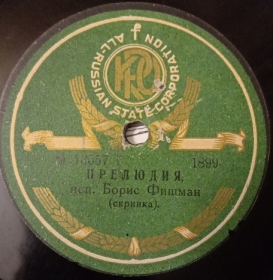 ALL-RUSSIAN STATE CORPORATION
1899
ПРЕЛЮДИЯ.
исп. Борис Фишман
(скрипка).